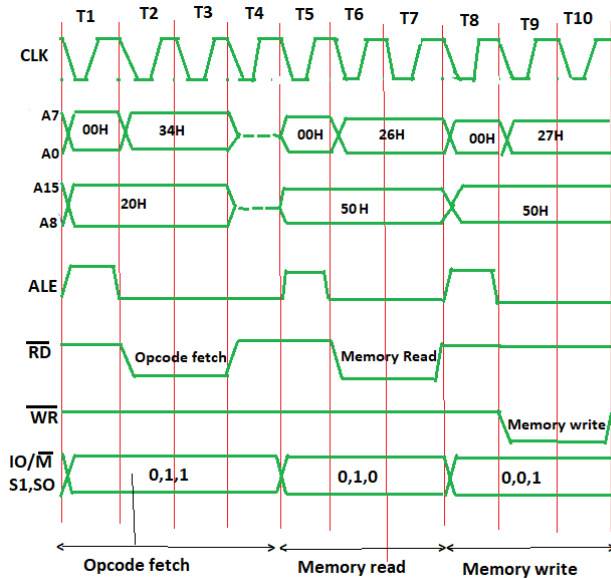 T1 T2 T3 T4 T5 T6 T7 T8 T9 T10
CLK
A7
00H 34H 00H 26H 00H 27H
A0
A15
20H 50H 50H
A8
ALE
RD Opcode fetch Memory Read
WR Memory write
IO/M
0,1,1 0,1,0 0,0,1
S1,SO
Opcode fetch Memory read Memory write